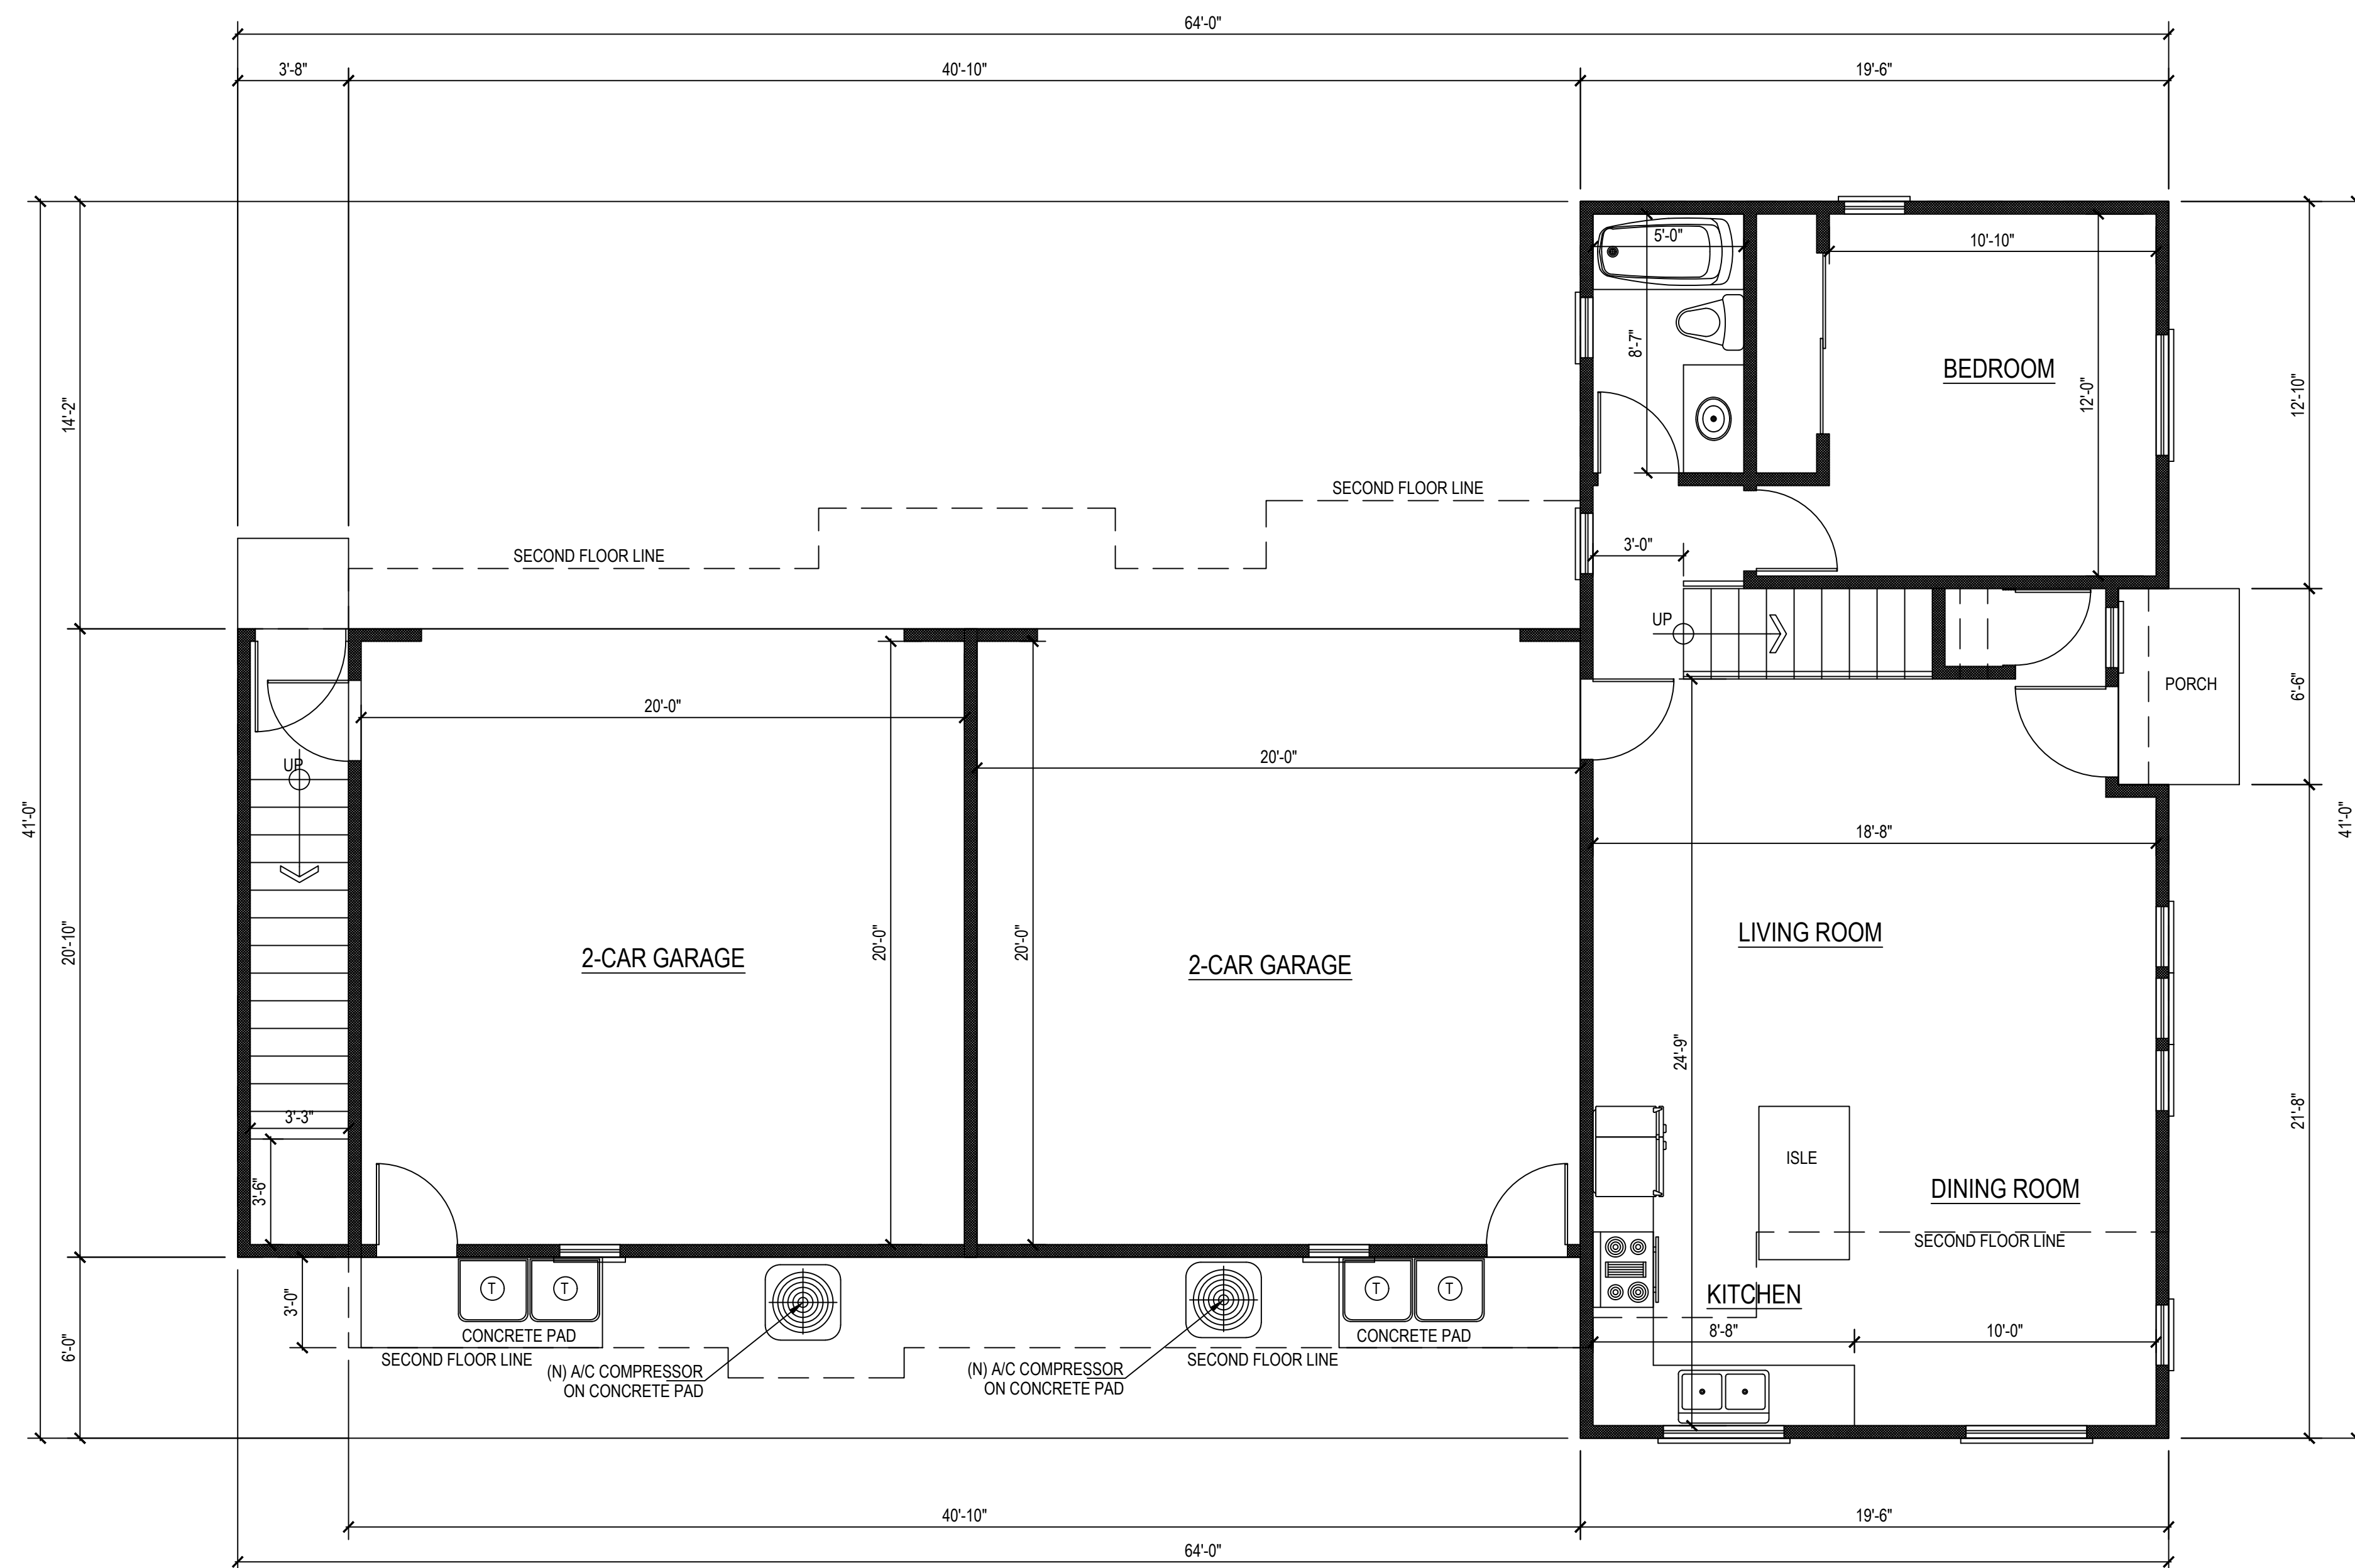 64'-0"
3'-8"
40'-10"
19'-6"
5'-0"
10'-10"
8'-7"
BEDROOM
12'-0"
14'-2"
12'-10"
SECOND FLOOR LINE
SECOND FLOOR LINE
3'-0"
UP
PORCH
6'-6"
20'-0"
20'-0"
UP
41'-0"
41'-0"
18'-8"
20'-10"
2-CAR GARAGE
20'-0"
20'-0"
2-CAR GARAGE
LIVING ROOM
24'-9"
21'-8"
3'-3"
ISLE
3'-6"
DINING ROOM
SECOND FLOOR LINE
T
T
T
T
3'-0"
KITCHEN
6'-0"
CONCRETE PAD
CONCRETE PAD
8'-8"
10'-0"
SECOND FLOOR LINE
SECOND FLOOR LINE
(N) A/C COMPRESSOR
ON CONCRETE PAD
(N) A/C COMPRESSOR
ON CONCRETE PAD
40'-10"
19'-6"
64'-0"